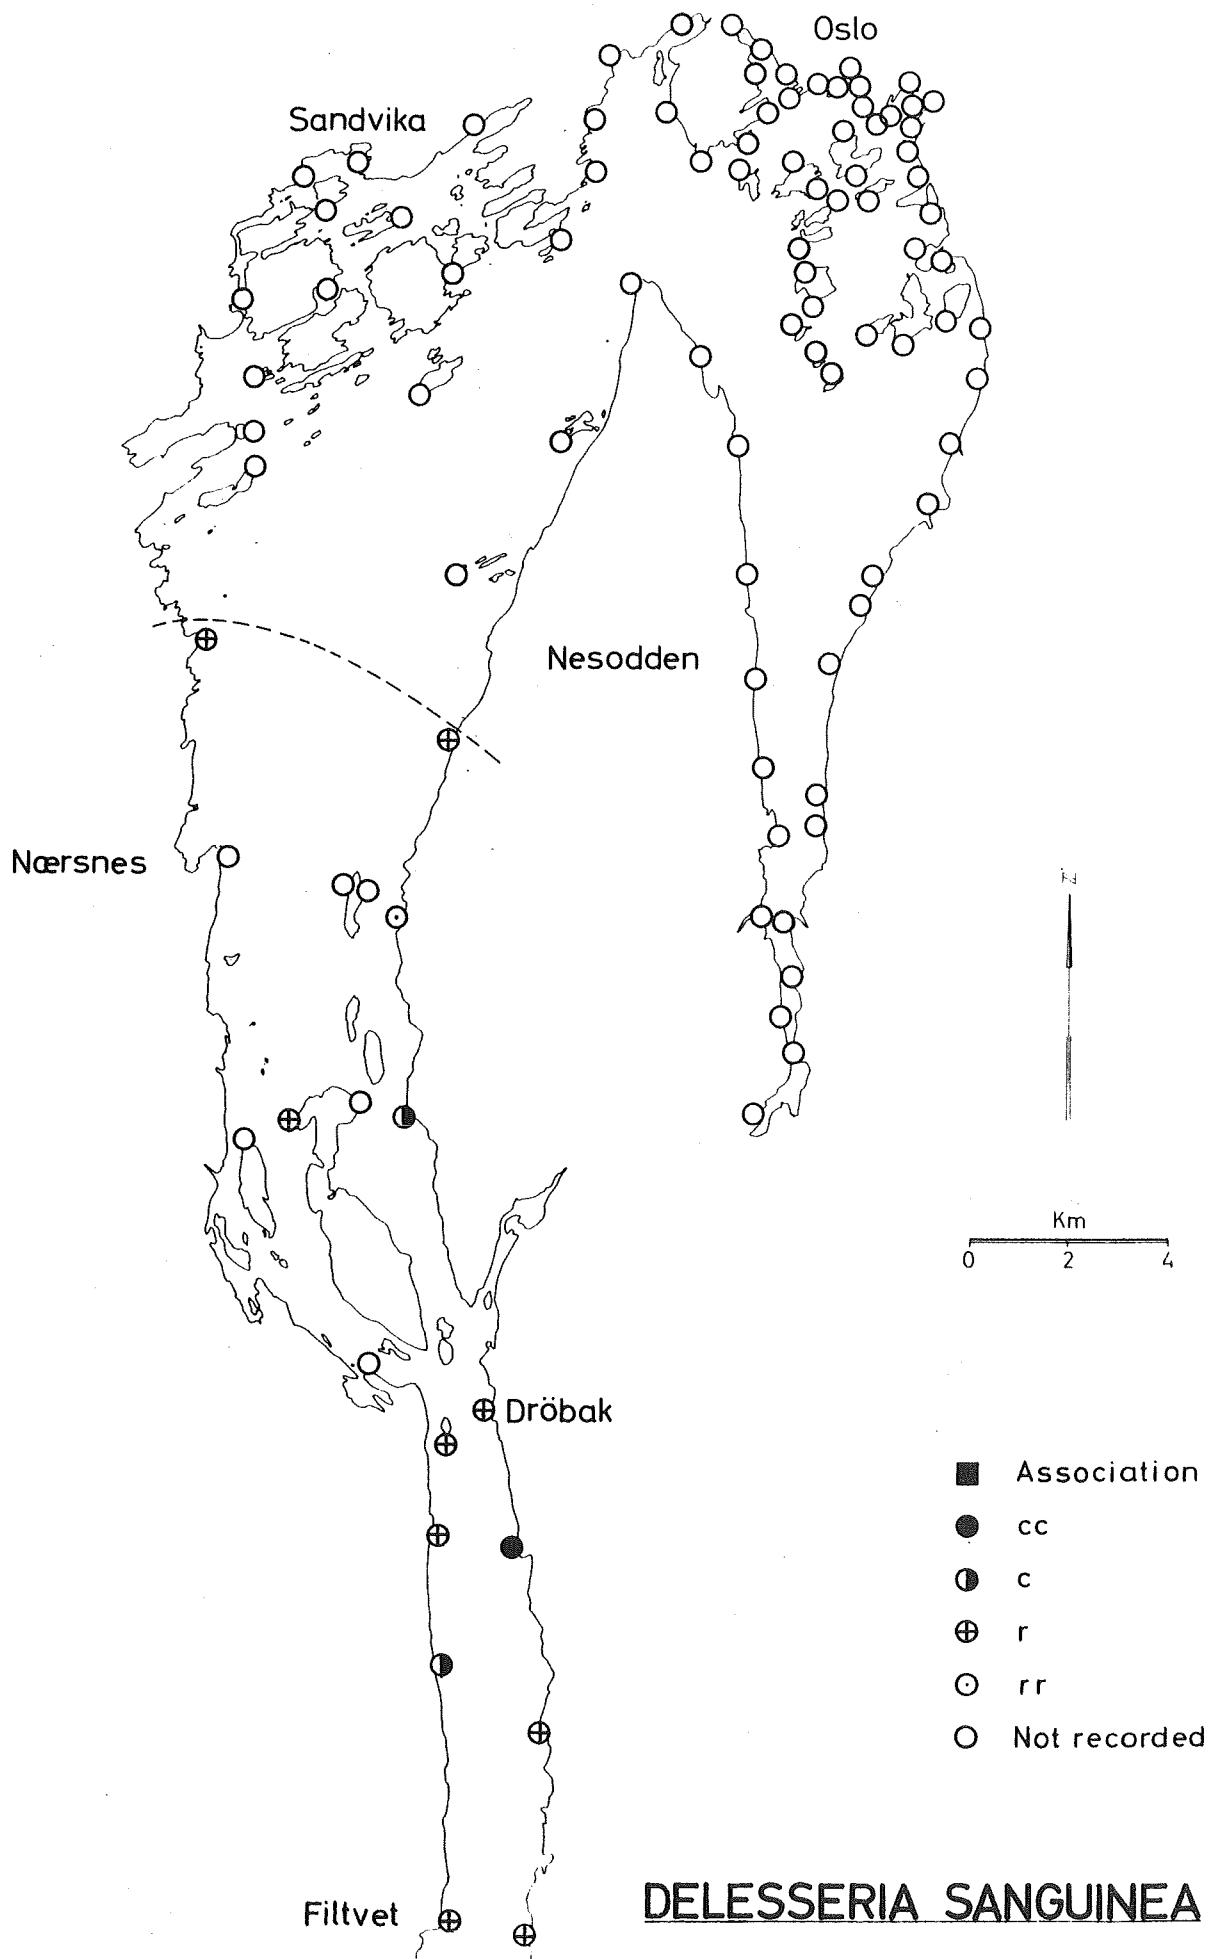 Oslo
Sandvika
Nesodden
Nærsnes
N
Km
0 2 4
Dröbak
Association
cc
c
r
rr
Not recorded
Filtvet
DELESSERIA SANGUINEA